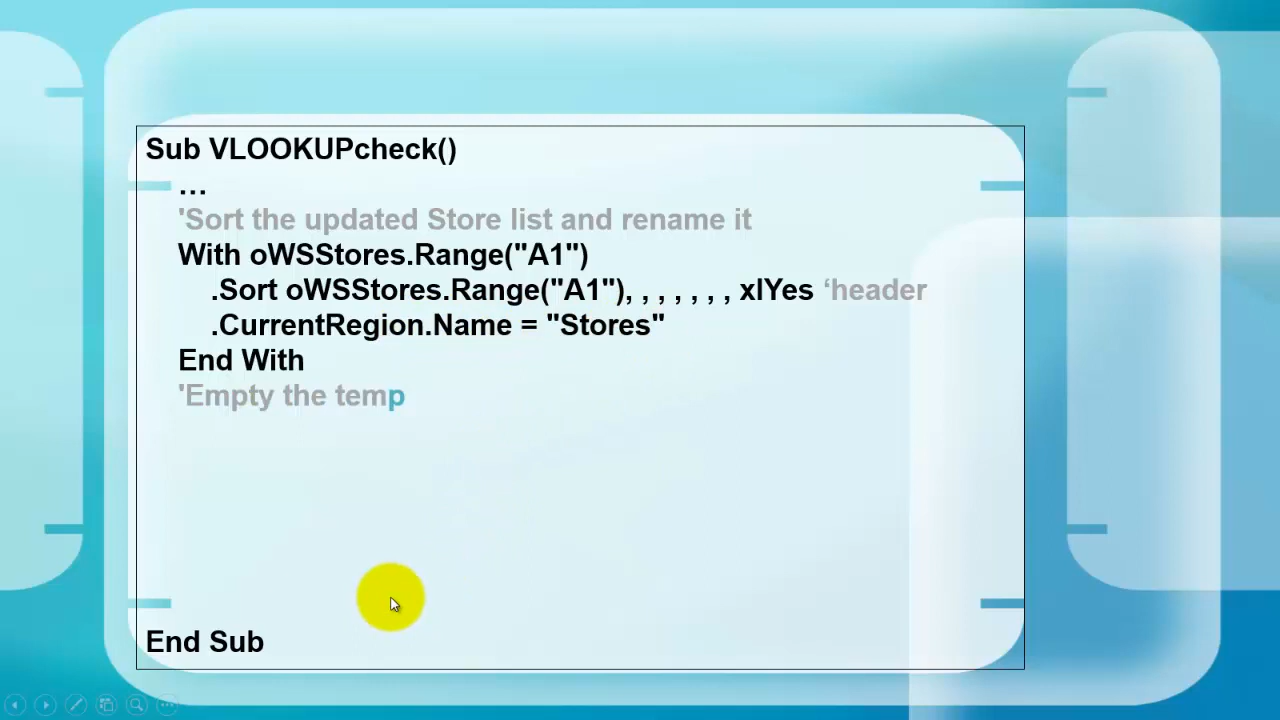 Sub VLOOKUPcheck()
…
'Sort the updated Store list and rename it
With oWSStores.Range("A1")
.Sort oWSStores.Range("A1"), , , , , , , xlYes ‘header
.CurrentRegion.Name = "Stores"
End With
'Empty the temp
End Sub